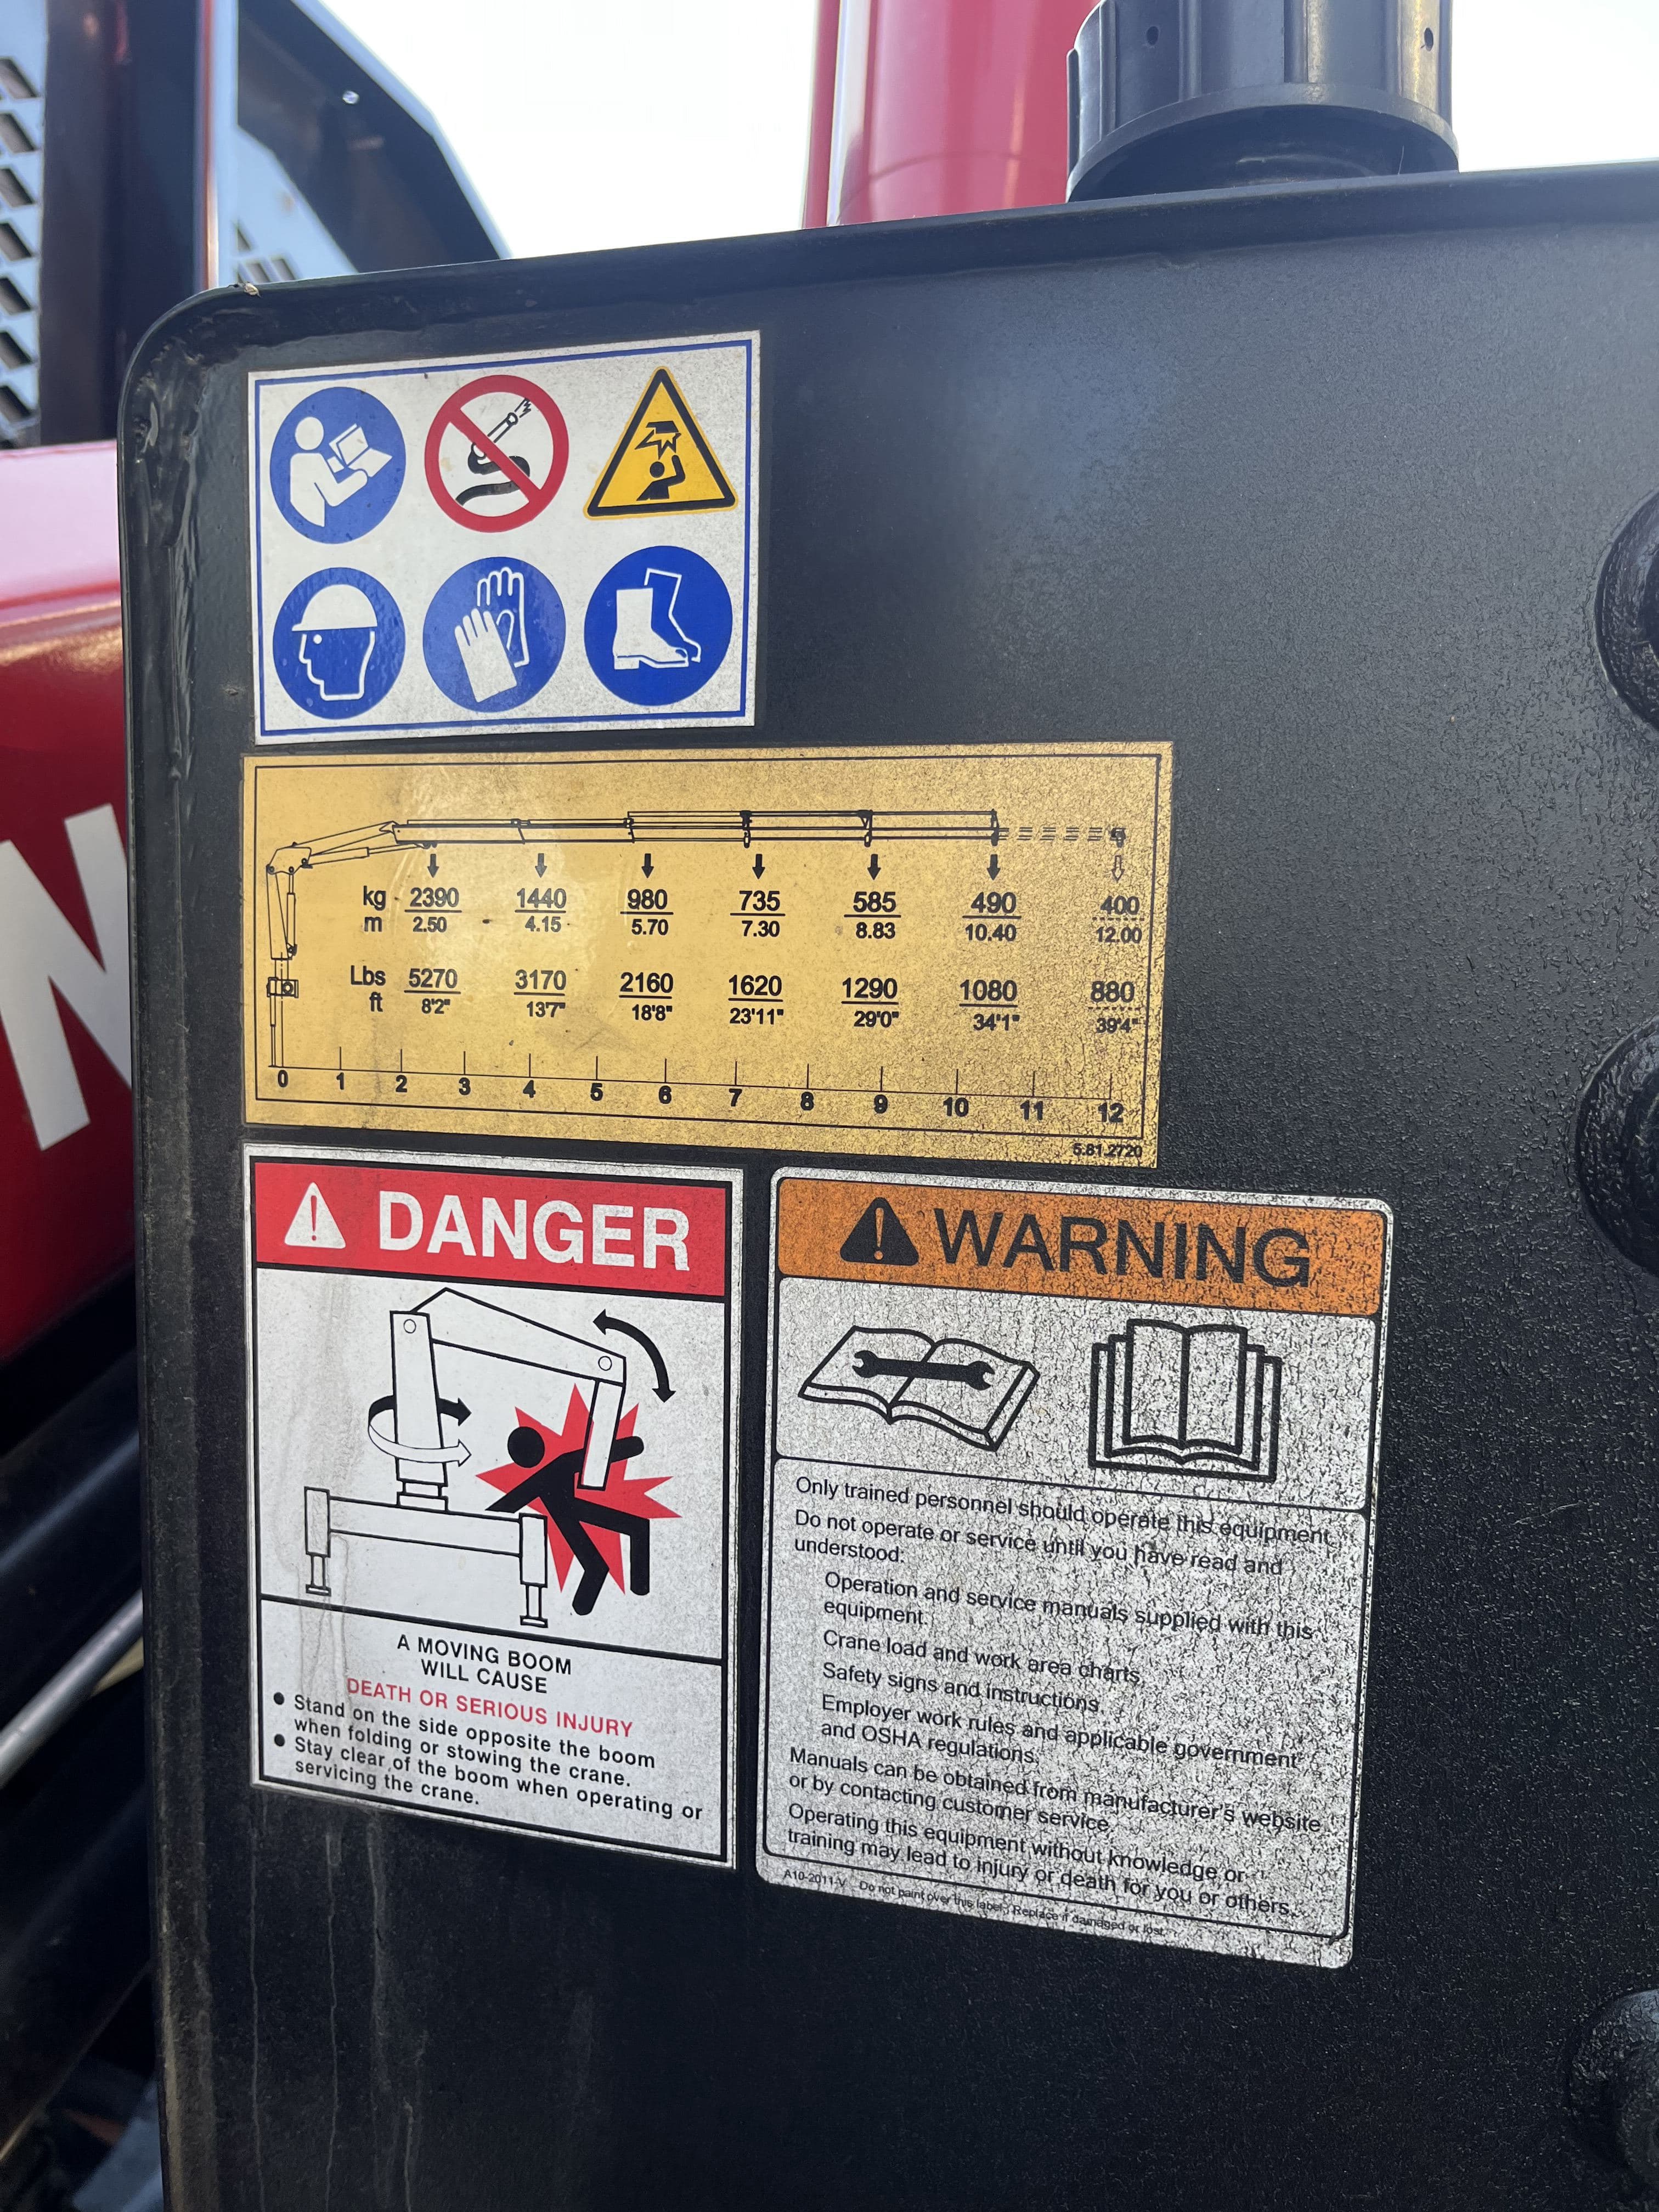 N
kg 2390 1440 980 735 585 490 400
m 2.50 4.15 5.70 7.30 8.83 10.40 12.00
Lbs 5270 3170 2160 1620 1290 1080 880
ft 8'2" 13'7" 18'8" 23'11" 29'0" 34'1" 39'4"
0 1 2 3 4 5 6 7 8 9 10 11 12
5.81.2720
DANGER
A MOVING BOOM
WILL CAUSE
DEATH OR SERIOUS INJURY
● Stand on the side opposite the boom
when folding or stowing the crane.
● Stay clear of the boom when operating or
servicing the crane.
WARNING
Only trained personnel should operate this equipment.
Do not operate or service until you have read and
understood:
Operation and service manuals supplied with this
equipment.
Crane load and work area charts.
Safety signs and instructions.
Employer work rules and applicable government
and OSHA regulations.
Manuals can be obtained from manufacturer's website
or by contacting customer service.
Operating this equipment without knowledge or
training may lead to injury or death for you or others.
A10-2011-V Do not paint over this label. Replace if damaged or lost.